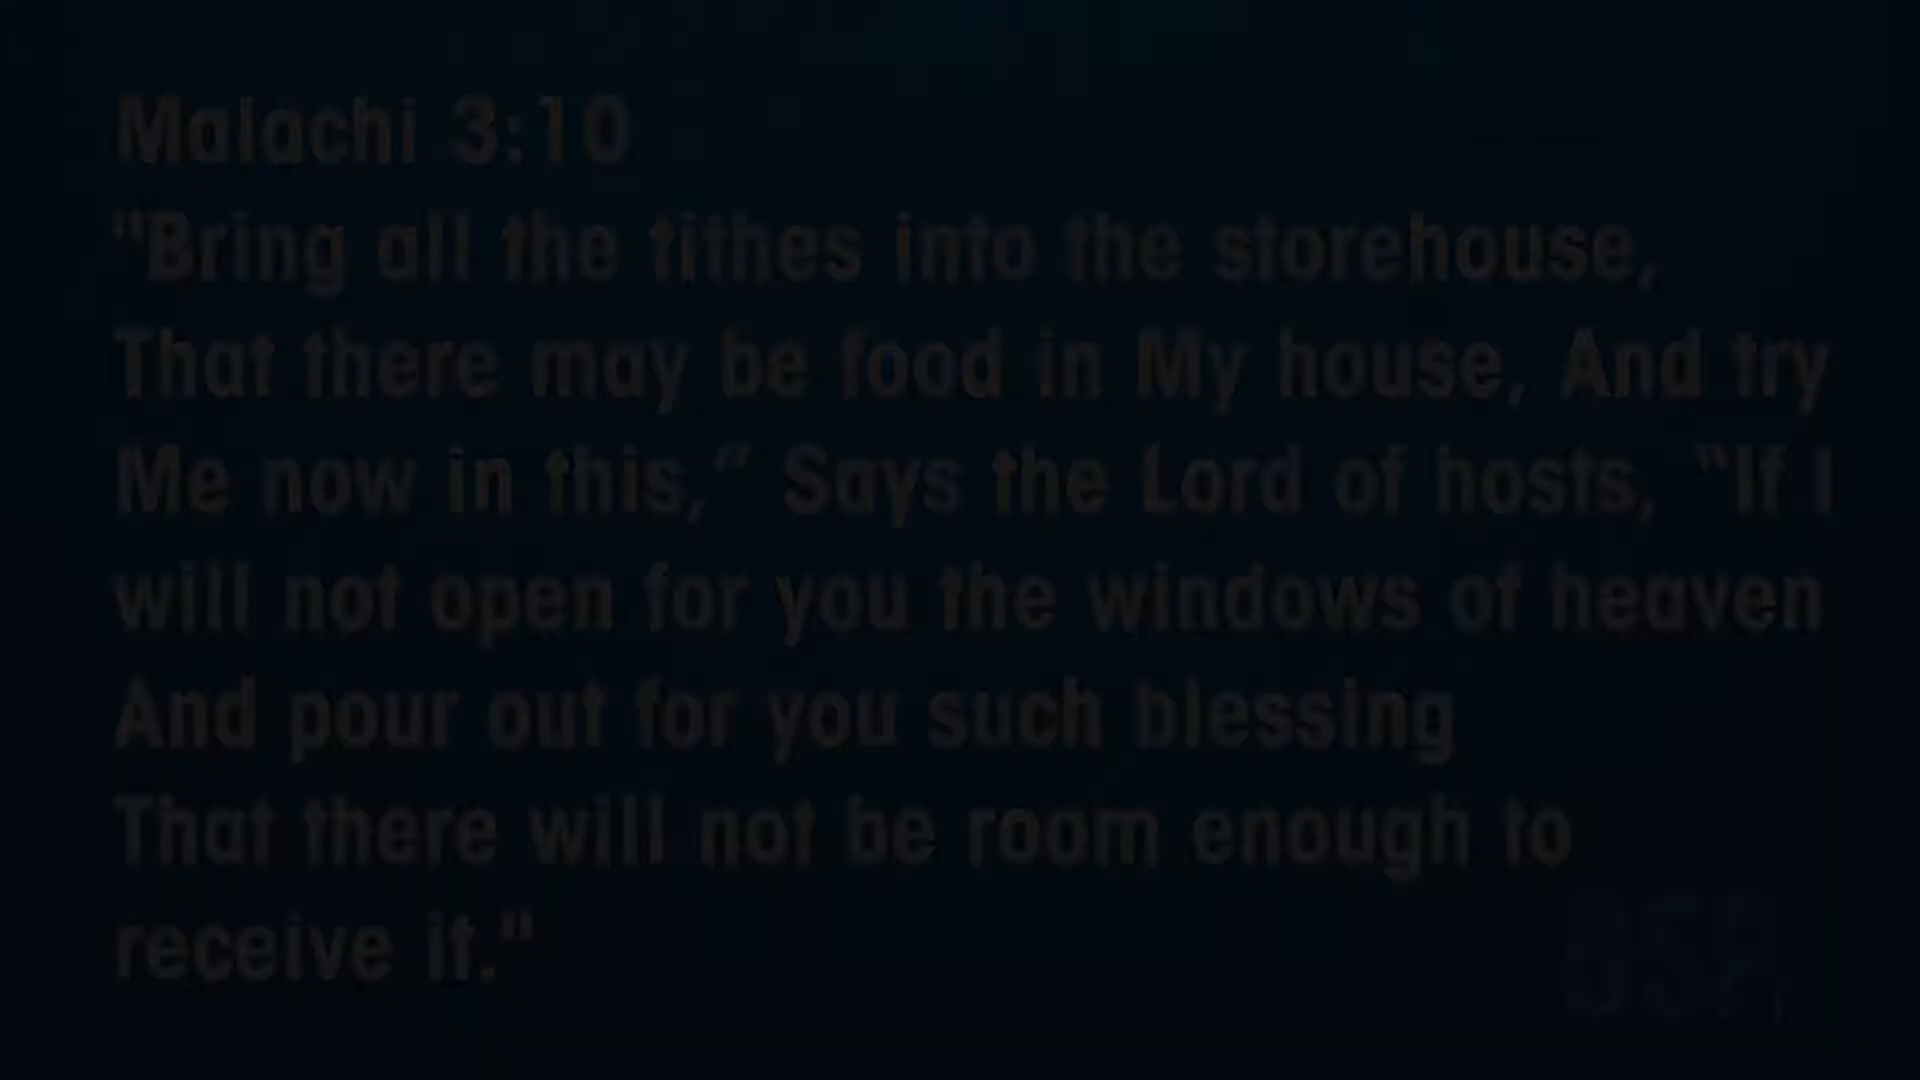 Malachi 3:10
"Bring all the tithes into the storehouse,
That there may be food in My house, And try
Me now in this,” Says the Lord of hosts, “If I
will not open for you the windows of heaven
And pour out for you such blessing
That there will not be room enough to
receive it."